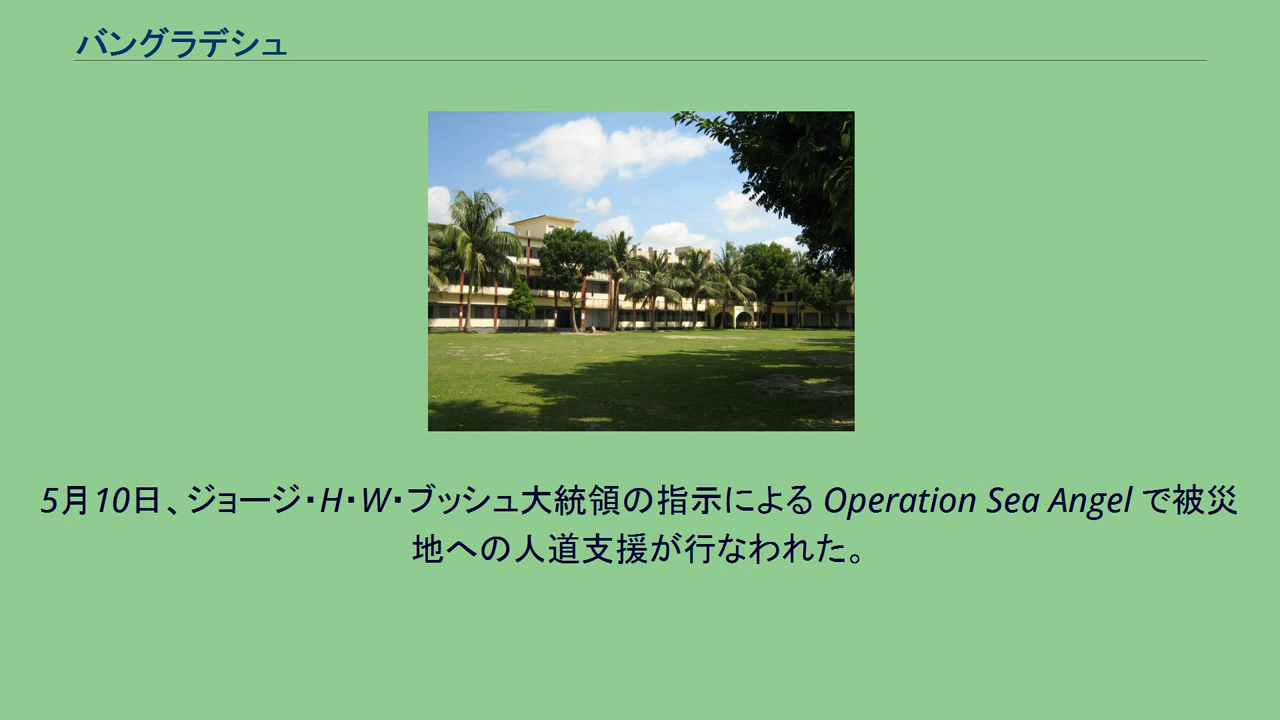 バングラデシュ
5月10日、ジョージ・H・W・ブッシュ大統領の指示による Operation Sea Angel で被災
地への人道支援が行なわれた。